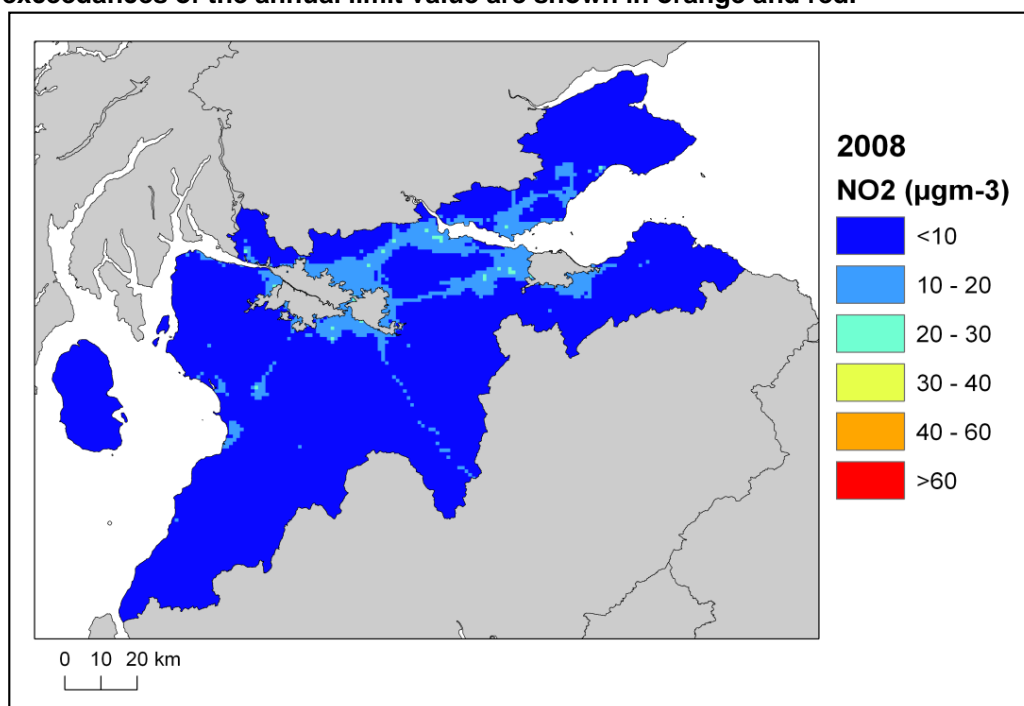 exceedances of the annual limit value are shown in orange and red.
2008
NO2 (µgm-3)
<10
10 - 20
20 - 30
30 - 40
40 - 60
>60
0 10 20 km